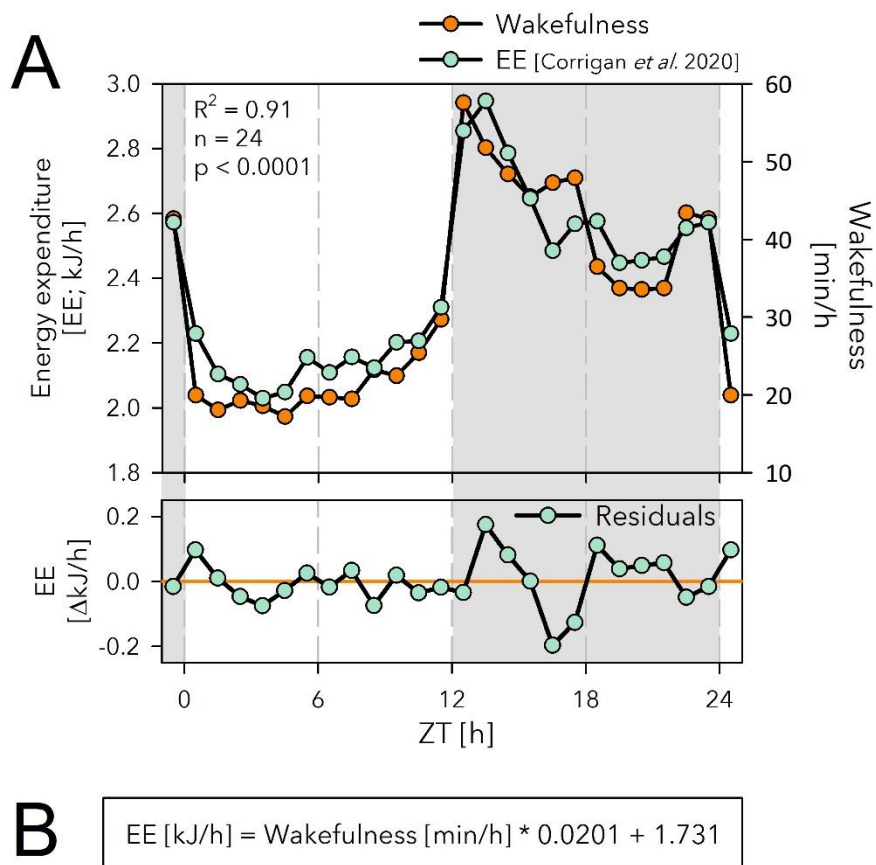 A
Wakefulness
EE [Corrigan et al. 2020]
R² = 0.91
n = 24
p < 0.0001
3.0
2.8
2.6
2.4
2.2
2.0
1.8
Energy expenditure
[EE; kJ/h]
60
50
40
30
20
10
Wakefulness
[min/h
Residuals
0.2
0.0
-0.2
EE
[ΔkJ/h]
0 6 12 18 24
ZT [h]
B
EE [kJ/h] = Wakefulness [min/h] * 0.0201 + 1.731